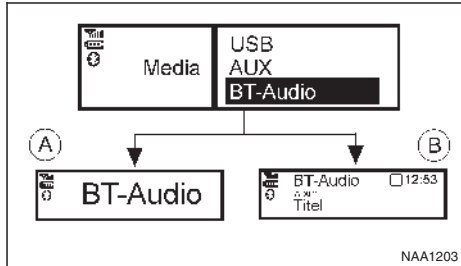 USB
Media AUX
BT-Audio
A
B
BT-Audio
BT-Audio 12:53
Titel
NAA1203